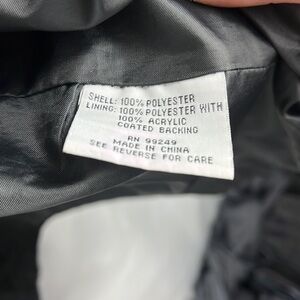 SHELL: 100% POLYESTER
LINING: 100% POLYESTER WITH
100% ACRYLIC
COATED BACKING
RN 99249
MADE IN CHINA
SEE REVERSE FOR CARE